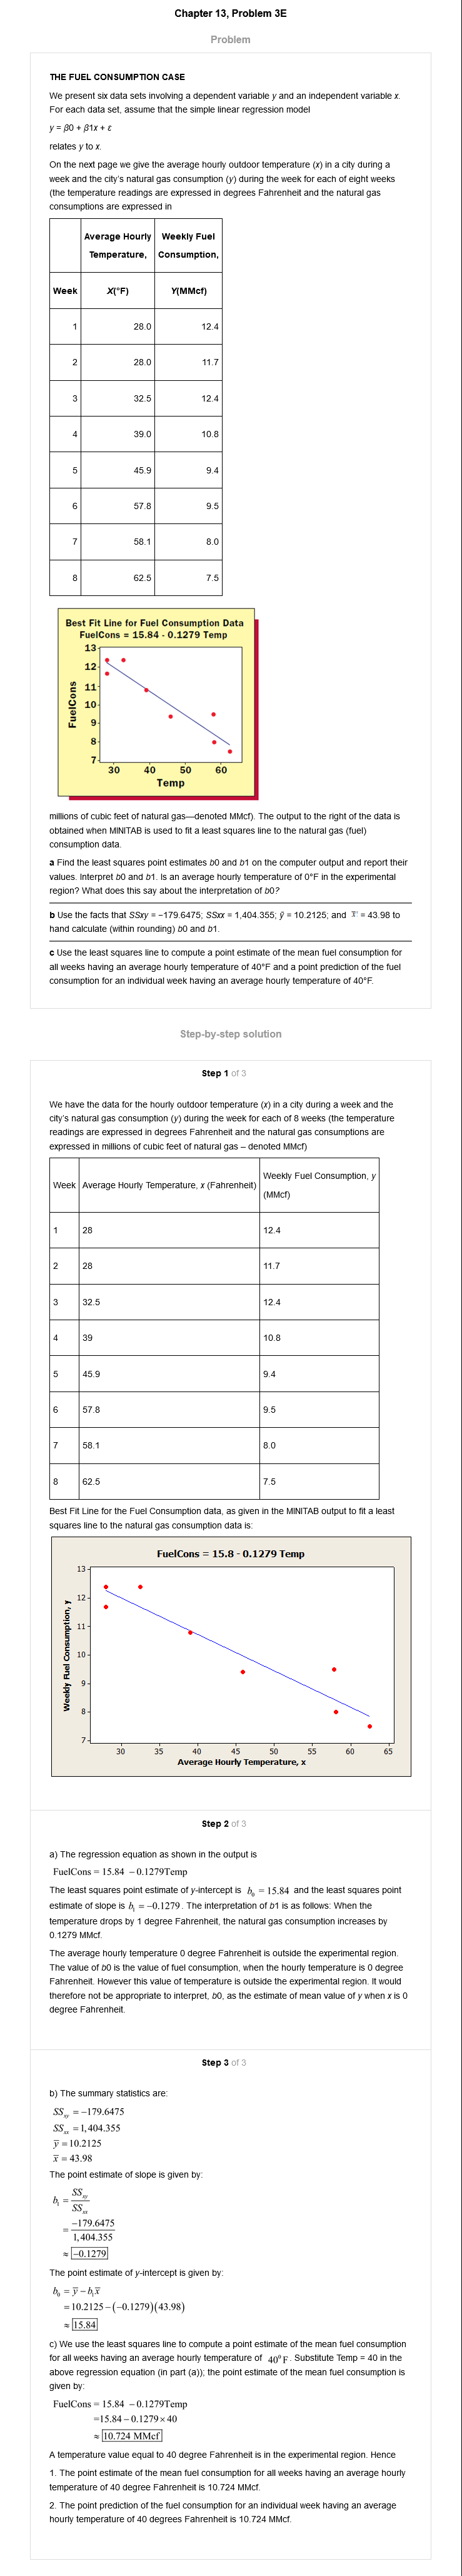 Chapter 13, Problem 3E
Problem
THE FUEL CONSUMPTION CASE
We present six data sets involving a dependent variable y and an independent variable x.
For each data set, assume that the simple linear regression model
y = β0 + β1x + ε
relates y to x.
On the next page we give the average hourly outdoor temperature (x) in a city during a
week and the city's natural gas consumption (y) during the week for each of eight weeks
(the temperature readings are expressed in degrees Fahrenheit and the natural gas
consumptions are expressed in
Average Hourly Weekly Fuel
Temperature, Consumption,
Week X(°F) Y(MMcf)
1 28.0 12.4
2 28.0 11.7
3 32.5 12.4
4 39.0 10.8
5 45.9 9.4
6 57.8 9.5
7 58.1 8.0
8 62.5 7.5
Best Fit Line for Fuel Consumption Data
FuelCons = 15.84 - 0.1279 Temp
13
12
11
10
9
8
7
FuelCons
30 40 50 60
Temp
millions of cubic feet of natural gas—denoted MMcf). The output to the right of the data is
obtained when MINITAB is used to fit a least squares line to the natural gas (fuel)
consumption data.
a Find the least squares point estimates b0 and b1 on the computer output and report their
values. Interpret b0 and b1. Is an average hourly temperature of 0°F in the experimental
region? What does this say about the interpretation of b0?
b Use the facts that SSxy = −179.6475; SSxx = 1,404.355; ȳ = 10.2125; and x̄ = 43.98 to
hand calculate (within rounding) b0 and b1.
c Use the least squares line to compute a point estimate of the mean fuel consumption for
all weeks having an average hourly temperature of 40°F and a point prediction of the fuel
consumption for an individual week having an average hourly temperature of 40°F.
Step-by-step solution
Step 1 of 3
We have the data for the hourly outdoor temperature (x) in a city during a week and the
city's natural gas consumption (y) during the week for each of 8 weeks (the temperature
readings are expressed in degrees Fahrenheit and the natural gas consumptions are
expressed in millions of cubic feet of natural gas – denoted MMcf)
Week Average Hourly Temperature, x (Fahrenheit) Weekly Fuel Consumption, y
(MMcf)
1 28 12.4
2 28 11.7
3 32.5 12.4
4 39 10.8
5 45.9 9.4
6 57.8 9.5
7 58.1 8.0
8 62.5 7.5
Best Fit Line for the Fuel Consumption data, as given in the MINITAB output to fit a least
squares line to the natural gas consumption data is:
FuelCons = 15.8 - 0.1279 Temp
13
12
11
10
9
8
7
Weekly Fuel Consumption, y
30 35 40 45 50 55 60 65
Average Hourly Temperature, x
Step 2 of 3
a) The regression equation as shown in the output is
FuelCons = 15.84 − 0.1279Temp
The least squares point estimate of y-intercept is b₀ = 15.84 and the least squares point
estimate of slope is b₁ = −0.1279. The interpretation of b1 is as follows: When the
temperature drops by 1 degree Fahrenheit, the natural gas consumption increases by
0.1279 MMcf.
The average hourly temperature 0 degree Fahrenheit is outside the experimental region.
The value of b0 is the value of fuel consumption, when the hourly temperature is 0 degree
Fahrenheit. However this value of temperature is outside the experimental region. It would
therefore not be appropriate to interpret, b0, as the estimate of mean value of y when x is 0
degree Fahrenheit.
Step 3 of 3
b) The summary statistics are:
SSxy = −179.6475
SSxx = 1,404.355
ȳ = 10.2125
x̄ = 43.98
The point estimate of slope is given by:
b₁ = SSxy / SSxx
= −179.6475 / 1,404.355
≈ −0.1279
The point estimate of y-intercept is given by:
b₀ = ȳ − b₁x̄
= 10.2125 − (−0.1279)(43.98)
≈ 15.84
c) We use the least squares line to compute a point estimate of the mean fuel consumption
for all weeks having an average hourly temperature of 40⁰ F. Substitute Temp = 40 in the
above regression equation (in part (a)); the point estimate of the mean fuel consumption is
given by:
FuelCons = 15.84 − 0.1279Temp
=15.84 − 0.1279 × 40
≈ 10.724 MMcf
A temperature value equal to 40 degree Fahrenheit is in the experimental region. Hence
1. The point estimate of the mean fuel consumption for all weeks having an average hourly
temperature of 40 degree Fahrenheit is 10.724 MMcf.
2. The point prediction of the fuel consumption for an individual week having an average
hourly temperature of 40 degrees Fahrenheit is 10.724 MMcf.